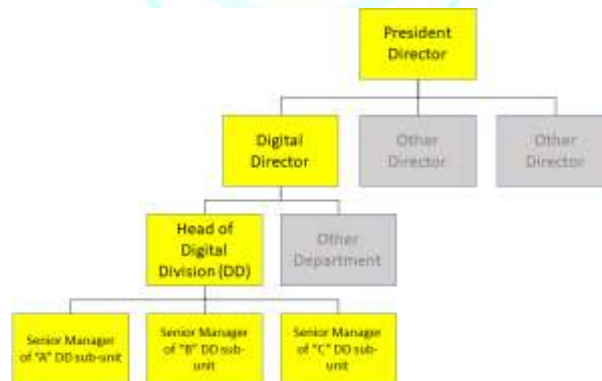 President
Director
Digital
Director
Other
Director
Other
Director
Head of
Digital
Division (DD)
Other
Department
Senior Manager
of "A" DD sub-unit
Senior Manager
of "B" DD sub-
unit
Senior Manager
of "C" DD sub-
unit